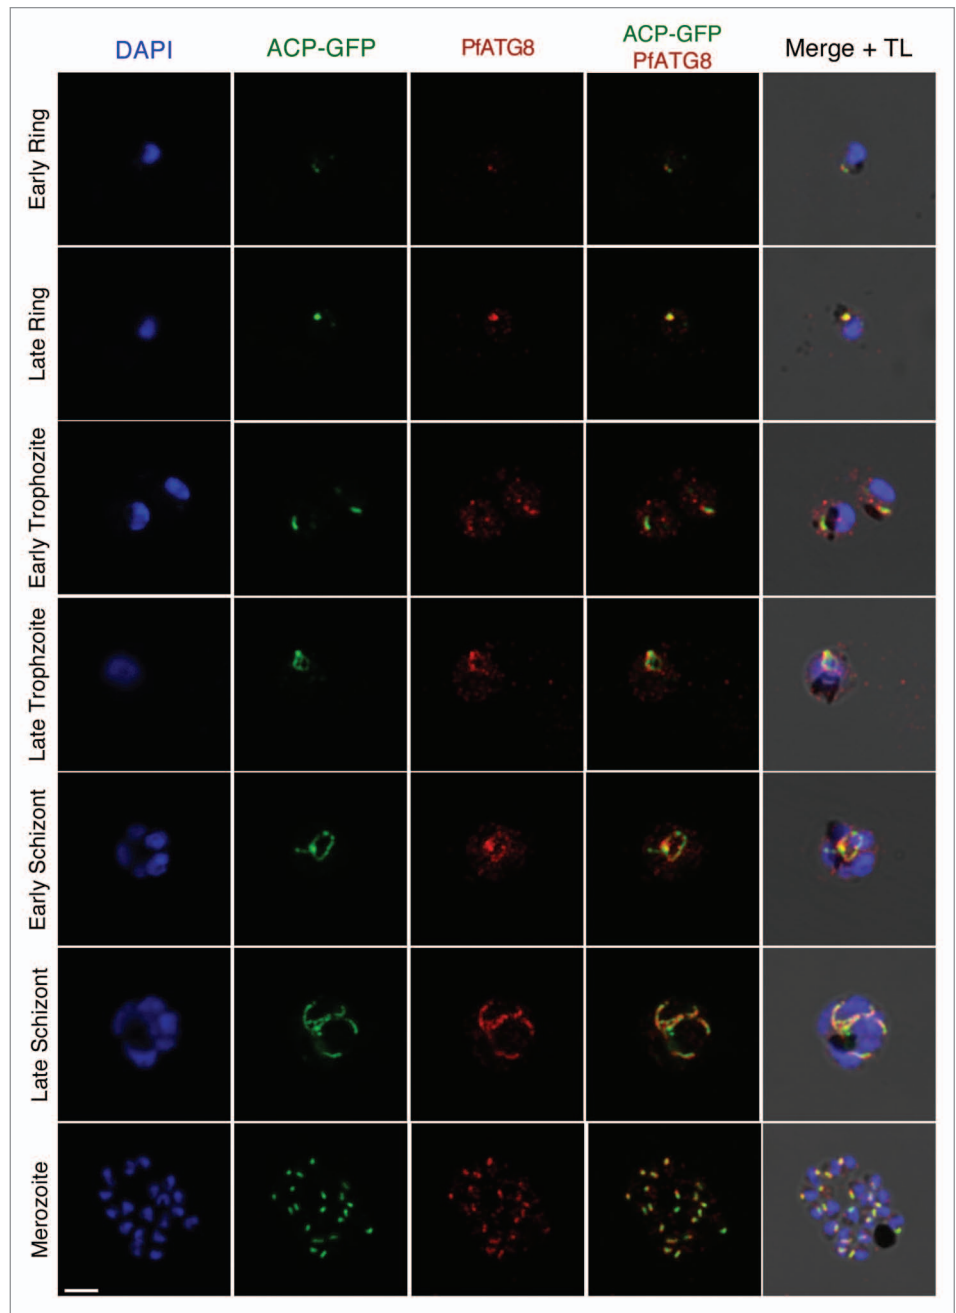 DAPI
ACP-GFP
PfATG8
ACP-GFP
PfATG8
Merge + TL
Early Ring
Late Ring
Early Trophozite
Late Trophzoite
Early Schizont
Late Schizont
Merozoite